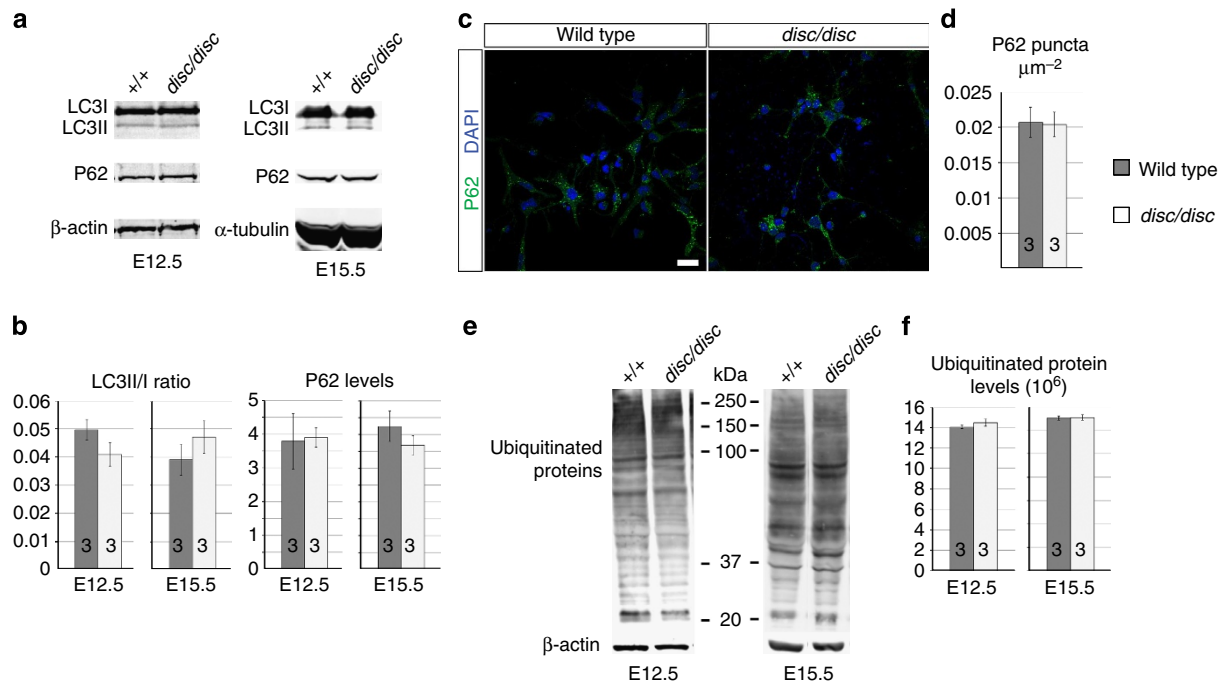 a
+/+ disc/disc
LC3I
LC3II
P62
β-actin
E12.5
+/+ disc/disc
LC3I
LC3II
P62
α-tubulin
E15.5
b
LC3II/I ratio
0.06
0.05
0.04
0.03
0.02
0.01
0
3 3
3 3
E12.5
E15.5
P62 levels
5
4
3
2
1
0
3 3
3 3
E12.5
E15.5
c
Wild type
disc/disc
P62 DAPI
d
P62 puncta
μm⁻²
0.025
0.02
0.015
0.01
0.005
3 3
Wild type
disc/disc
e
+/+ disc/disc
kDa
+/+ disc/disc
Ubiquitinated
proteins
- 250 -
- 150 -
- 100 -
- 37 -
- 20 -
β-actin
E12.5
E15.5
f
Ubiquitinated protein
levels (10⁶)
16
14
12
10
8
6
4
2
0
3 3
3 3
E12.5
E15.5